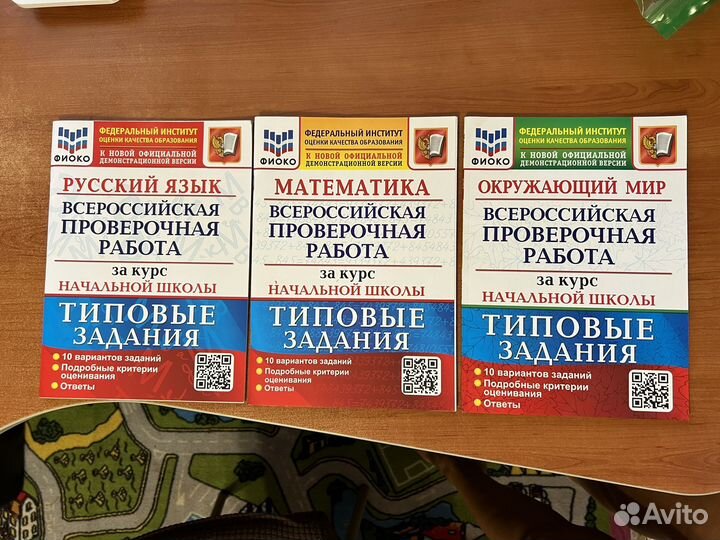 ФИОКО
ФЕДЕРАЛЬНЫЙ ИНСТИТУТ
ОЦЕНКИ КАЧЕСТВА ОБРАЗОВАНИЯ
К НОВОЙ ОФИЦИАЛЬНОЙ
ДЕМОНСТРАЦИОННОЙ ВЕРСИИ
РУССКИЙ ЯЗЫК
ВСЕРОССИЙСКАЯ
ПРОВЕРОЧНАЯ
РАБОТА
за курс
НАЧАЛЬНОЙ ШКОЛЫ
ТИПОВЫЕ
ЗАДАНИЯ
10 вариантов заданий
Подробные критерии
оценивания
Ответы
ФИОКО
ФЕДЕРАЛЬНЫЙ ИНСТИТУТ
ОЦЕНКИ КАЧЕСТВА ОБРАЗОВАНИЯ
К НОВОЙ ОФИЦИАЛЬНОЙ
ДЕМОНСТРАЦИОННОЙ ВЕРСИИ
МАТЕМАТИКА
ВСЕРОССИЙСКАЯ
ПРОВЕРОЧНАЯ
РАБОТА
за курс
НАЧАЛЬНОЙ ШКОЛЫ
ТИПОВЫЕ
ЗАДАНИЯ
10 вариантов заданий
Подробные критерии
оценивания
Ответы
ФИОКО
ФЕДЕРАЛЬНЫЙ ИНСТИТУТ
ОЦЕНКИ КАЧЕСТВА ОБРАЗОВАНИЯ
К НОВОЙ ОФИЦИАЛЬНОЙ
ДЕМОНСТРАЦИОННОЙ ВЕРСИИ
ОКРУЖАЮЩИЙ МИР
ВСЕРОССИЙСКАЯ
ПРОВЕРОЧНАЯ
РАБОТА
за курс
НАЧАЛЬНОЙ ШКОЛЫ
ТИПОВЫЕ
ЗАДАНИЯ
10 вариантов заданий
Подробные критерии
оценивания
Ответы
Avito